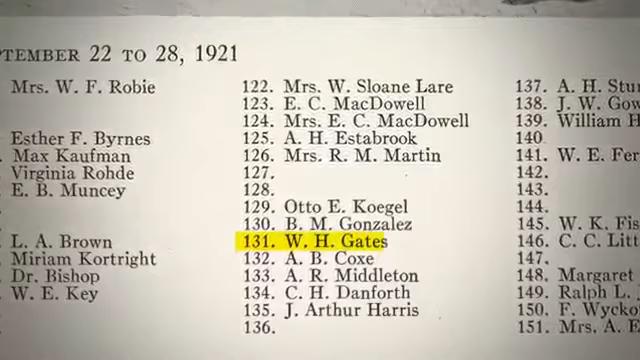 TEMBER 22 TO 28, 1921
Mrs. W. F. Robie
Esther F. Byrnes
Max Kaufman
Virginia Rohde
E. B. Muncey
L. A. Brown
Miriam Kortright
Dr. Bishop
W. E. Key
122. Mrs. W. Sloane Lare
123. E. C. MacDowell
124. Mrs. E. C. MacDowell
125. A. H. Estabrook
126. Mrs. R. M. Martin
127.
128.
129. Otto E. Koegel
130. B. M. Gonzalez
131. W. H. Gates
132. A. B. Coxe
133. A. R. Middleton
134. C. H. Danforth
135. J. Arthur Harris
136.
137. A. H. Stu
138. J. W. Gow
139. William H
140
141. W. E. Fer
142.
143.
144.
145. W. K. Fis
146. C. C. Litt
147.
148. Margaret
149. Ralph L.
150. F. Wycko
151. Mrs. A. E